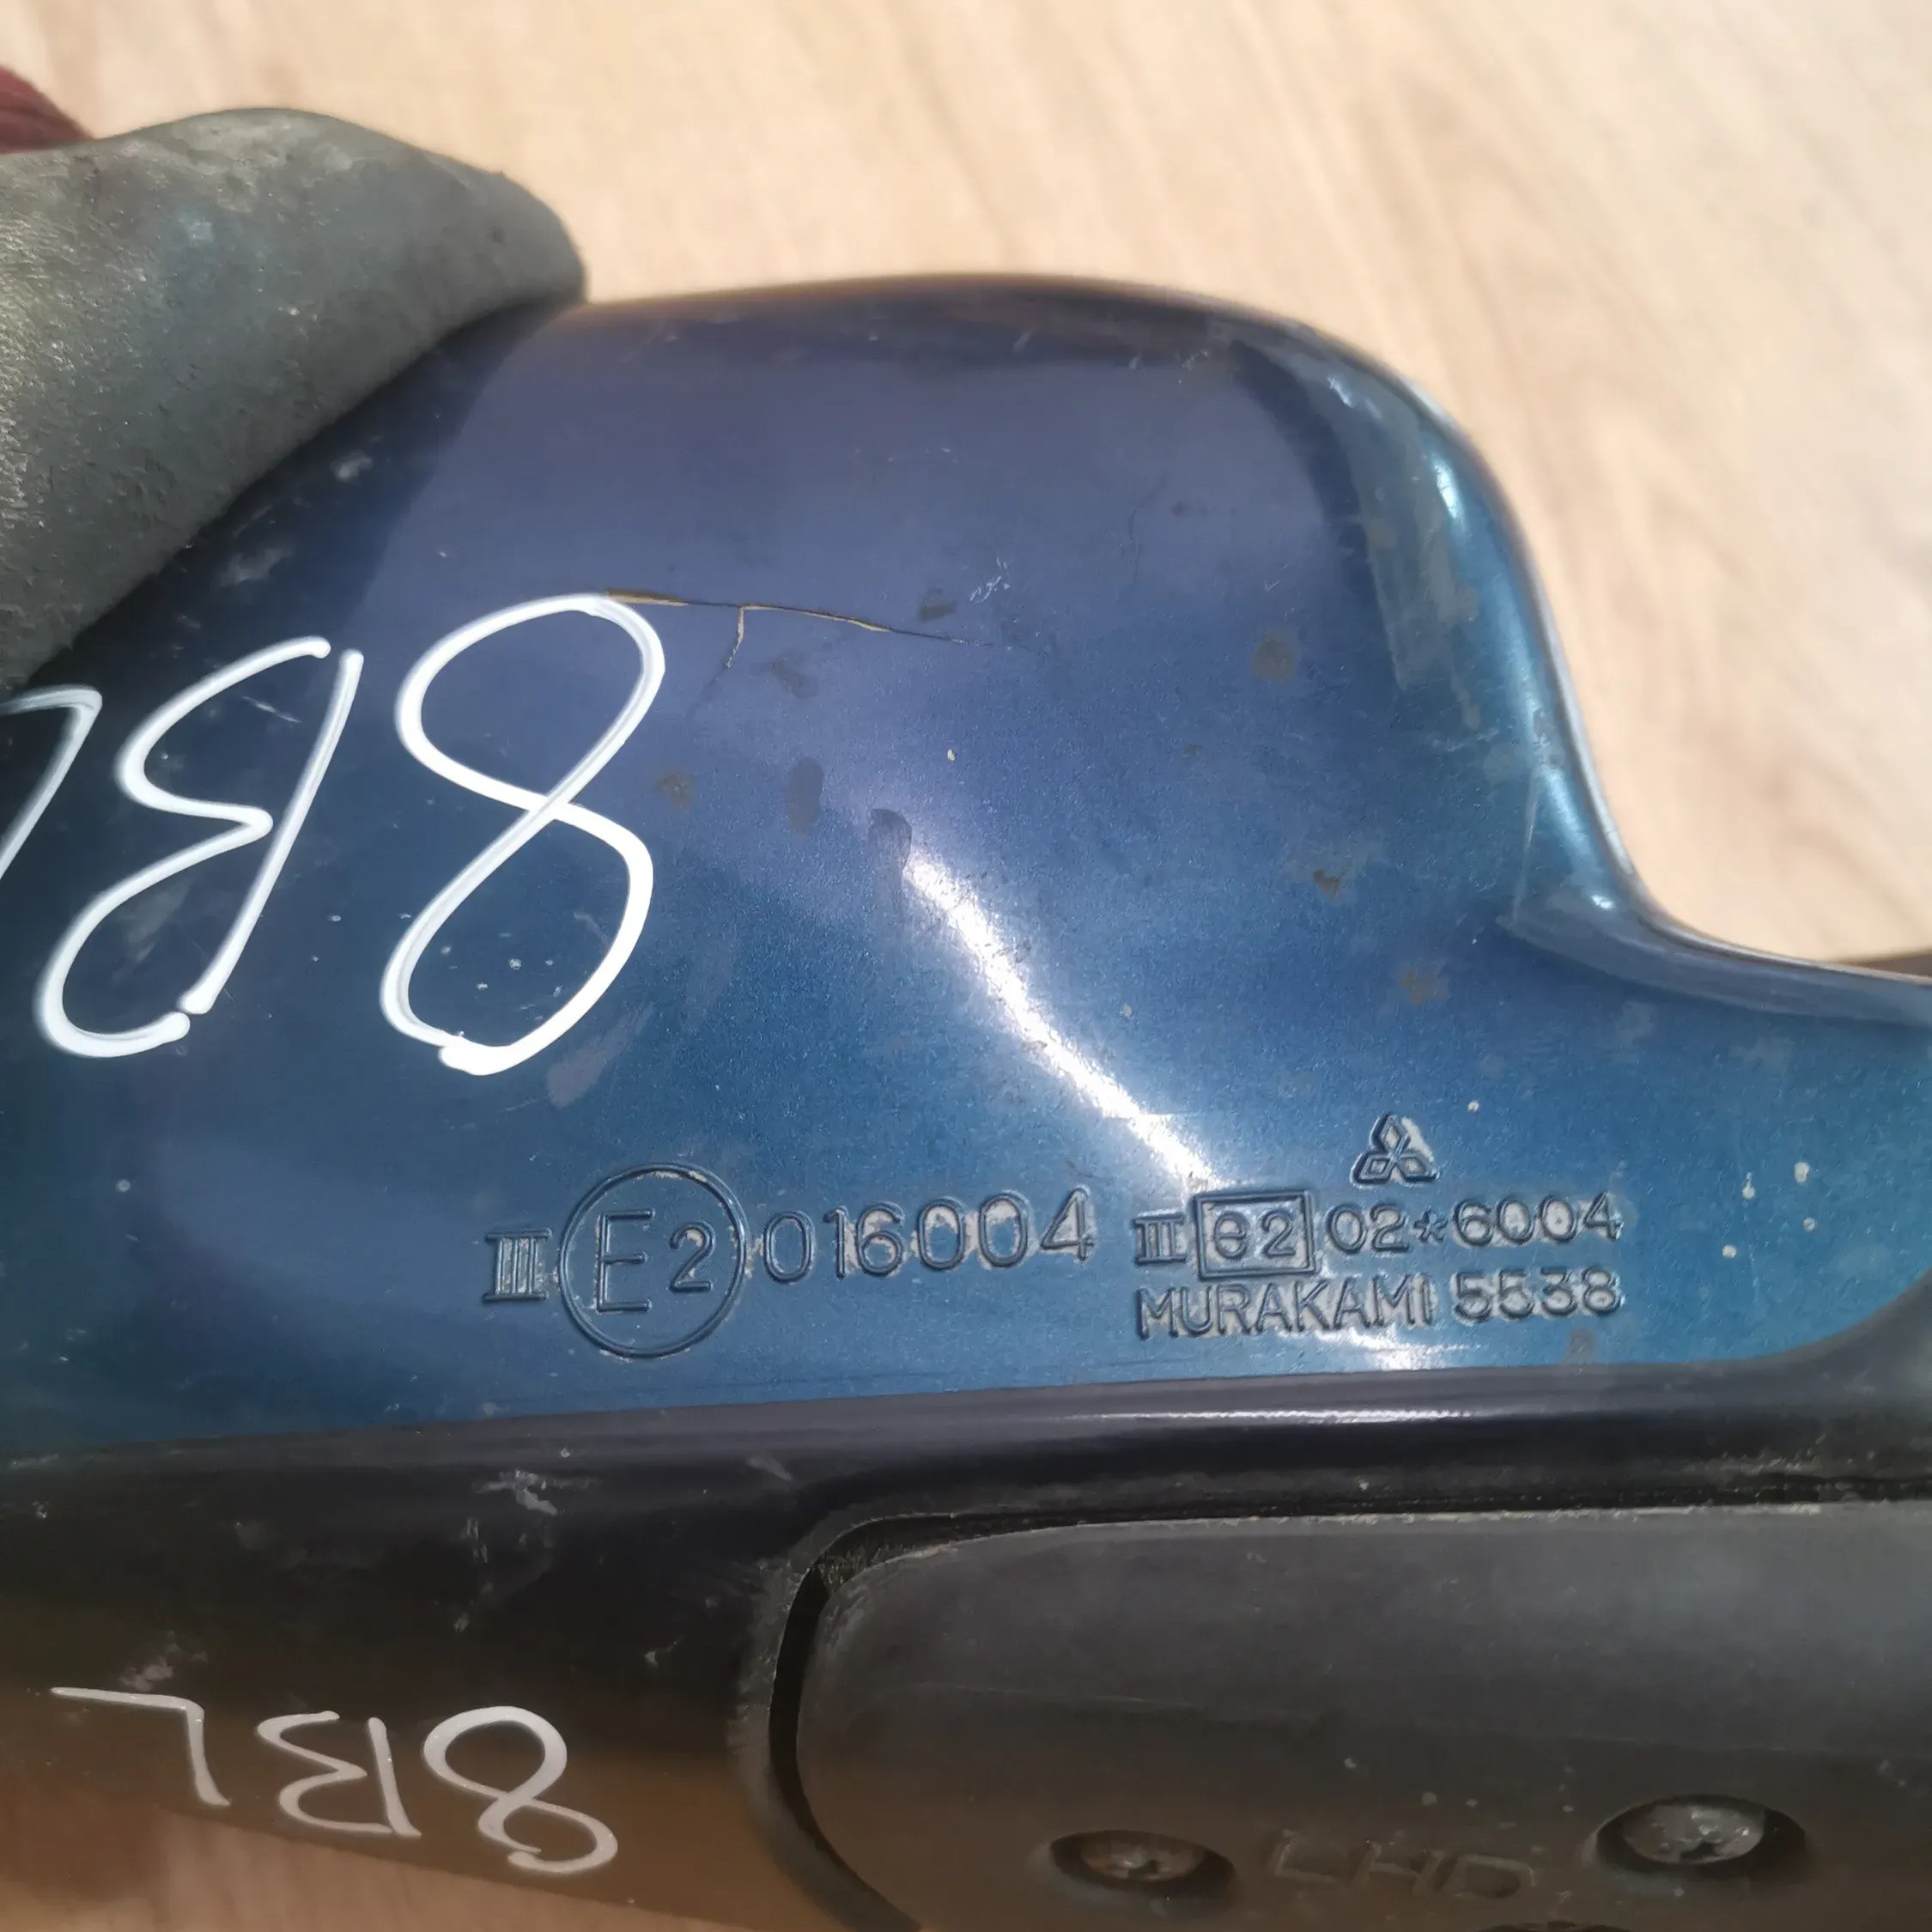 8BL
III E2 016004
II e2 02*6004
MURAKAMI 5538
8BL
LHD